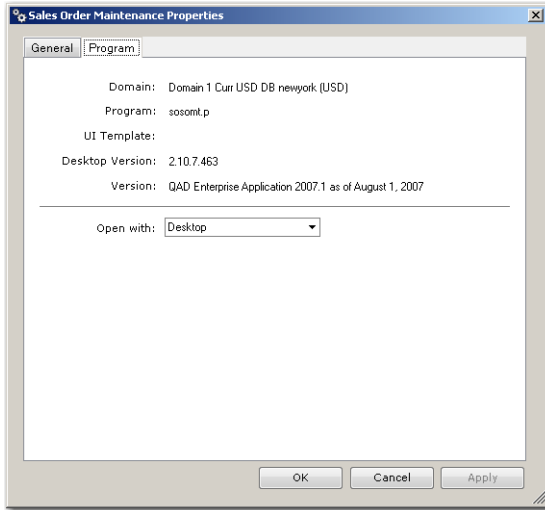 Sales Order Maintenance Properties
General Program
Domain: Domain 1 Curr USD DB newyork (USD)
Program: sosomt.p
UI Template:
Desktop Version: 2.10.7.463
Version: QAD Enterprise Application 2007.1 as of August 1, 2007
Open with: Desktop
OK Cancel Apply